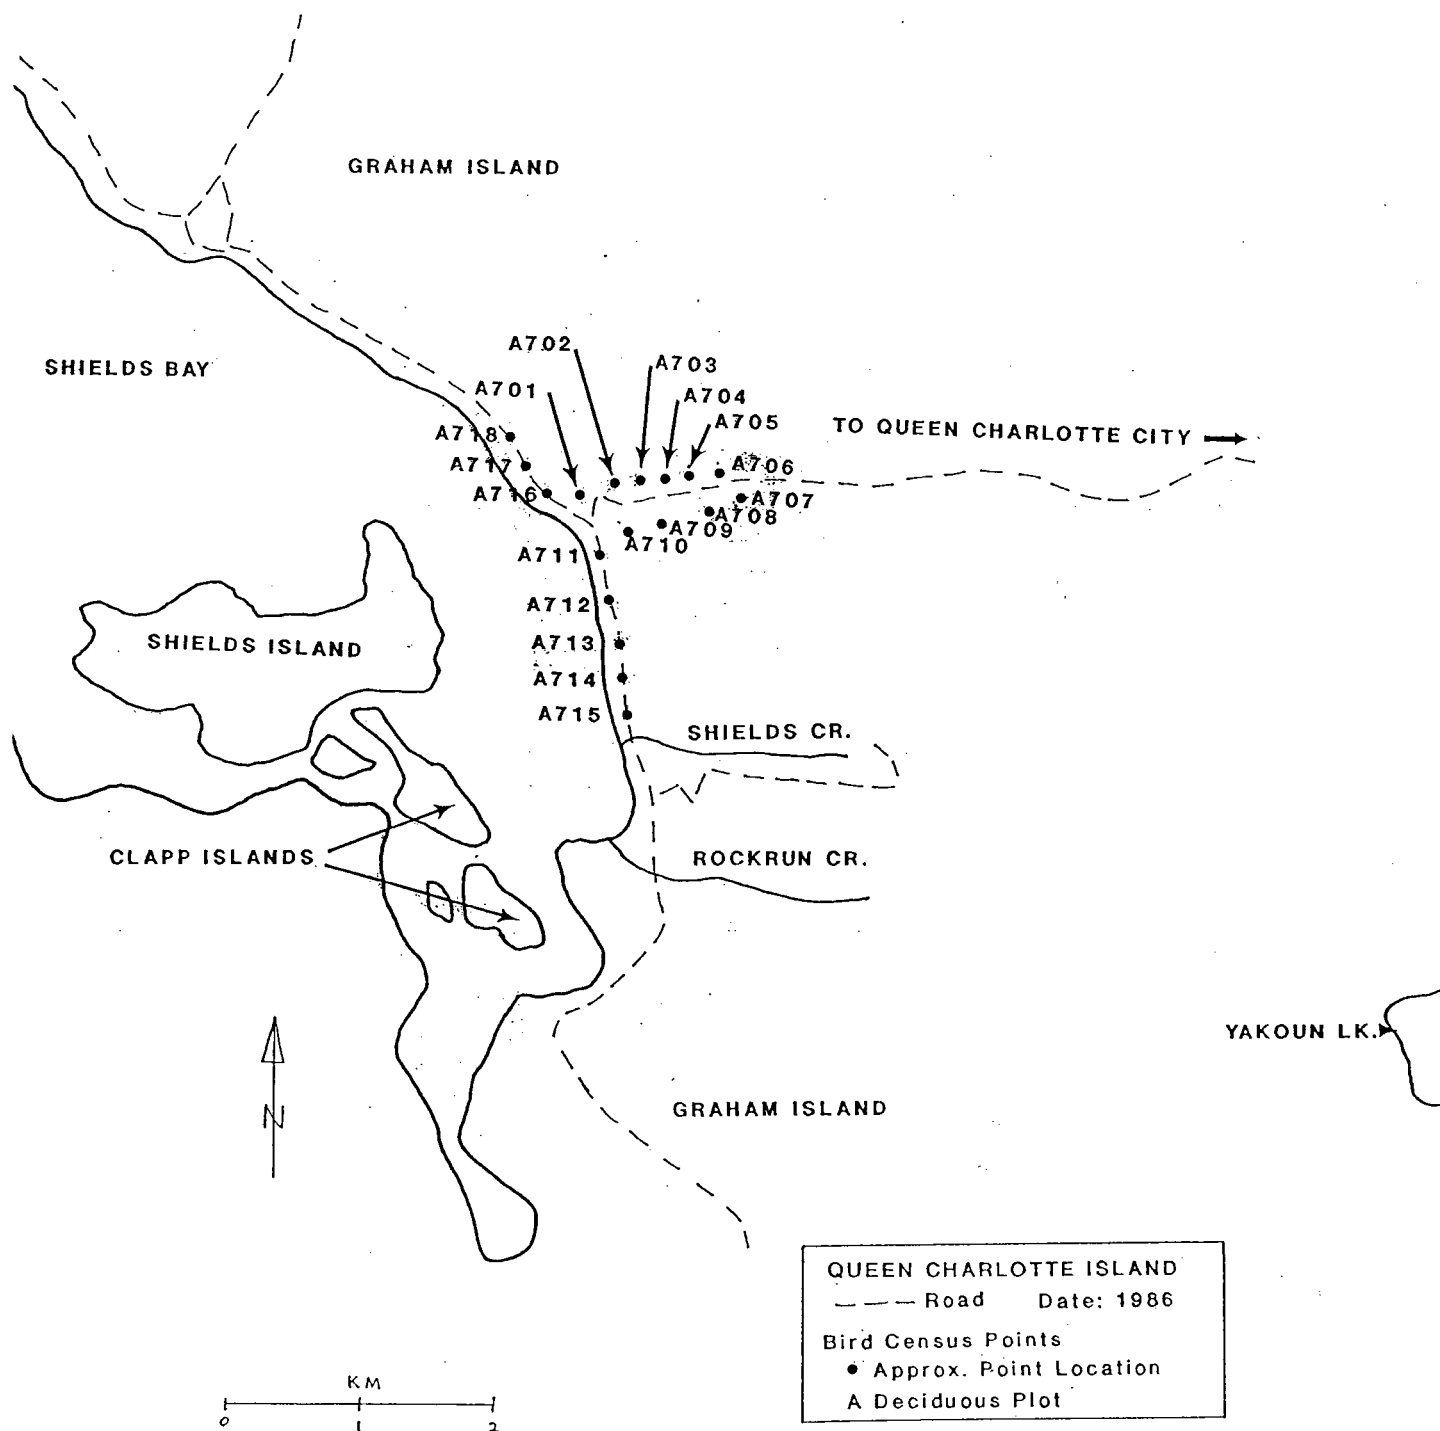 GRAHAM ISLAND
SHIELDS BAY
A702
A703
A701
A704
A705
TO QUEEN CHARLOTTE CITY
A718
A717
A706
A716
A707
A708
A709
A710
A711
A712
A713
A714
A715
SHIELDS ISLAND
SHIELDS CR.
CLAPP ISLANDS
ROCKRUN CR.
YAKOUN LK.
N
GRAHAM ISLAND
QUEEN CHARLOTTE ISLAND
Road Date: 1986
Bird Census Points
Approx. Point Location
A Deciduous Plot
KM
0 1 2